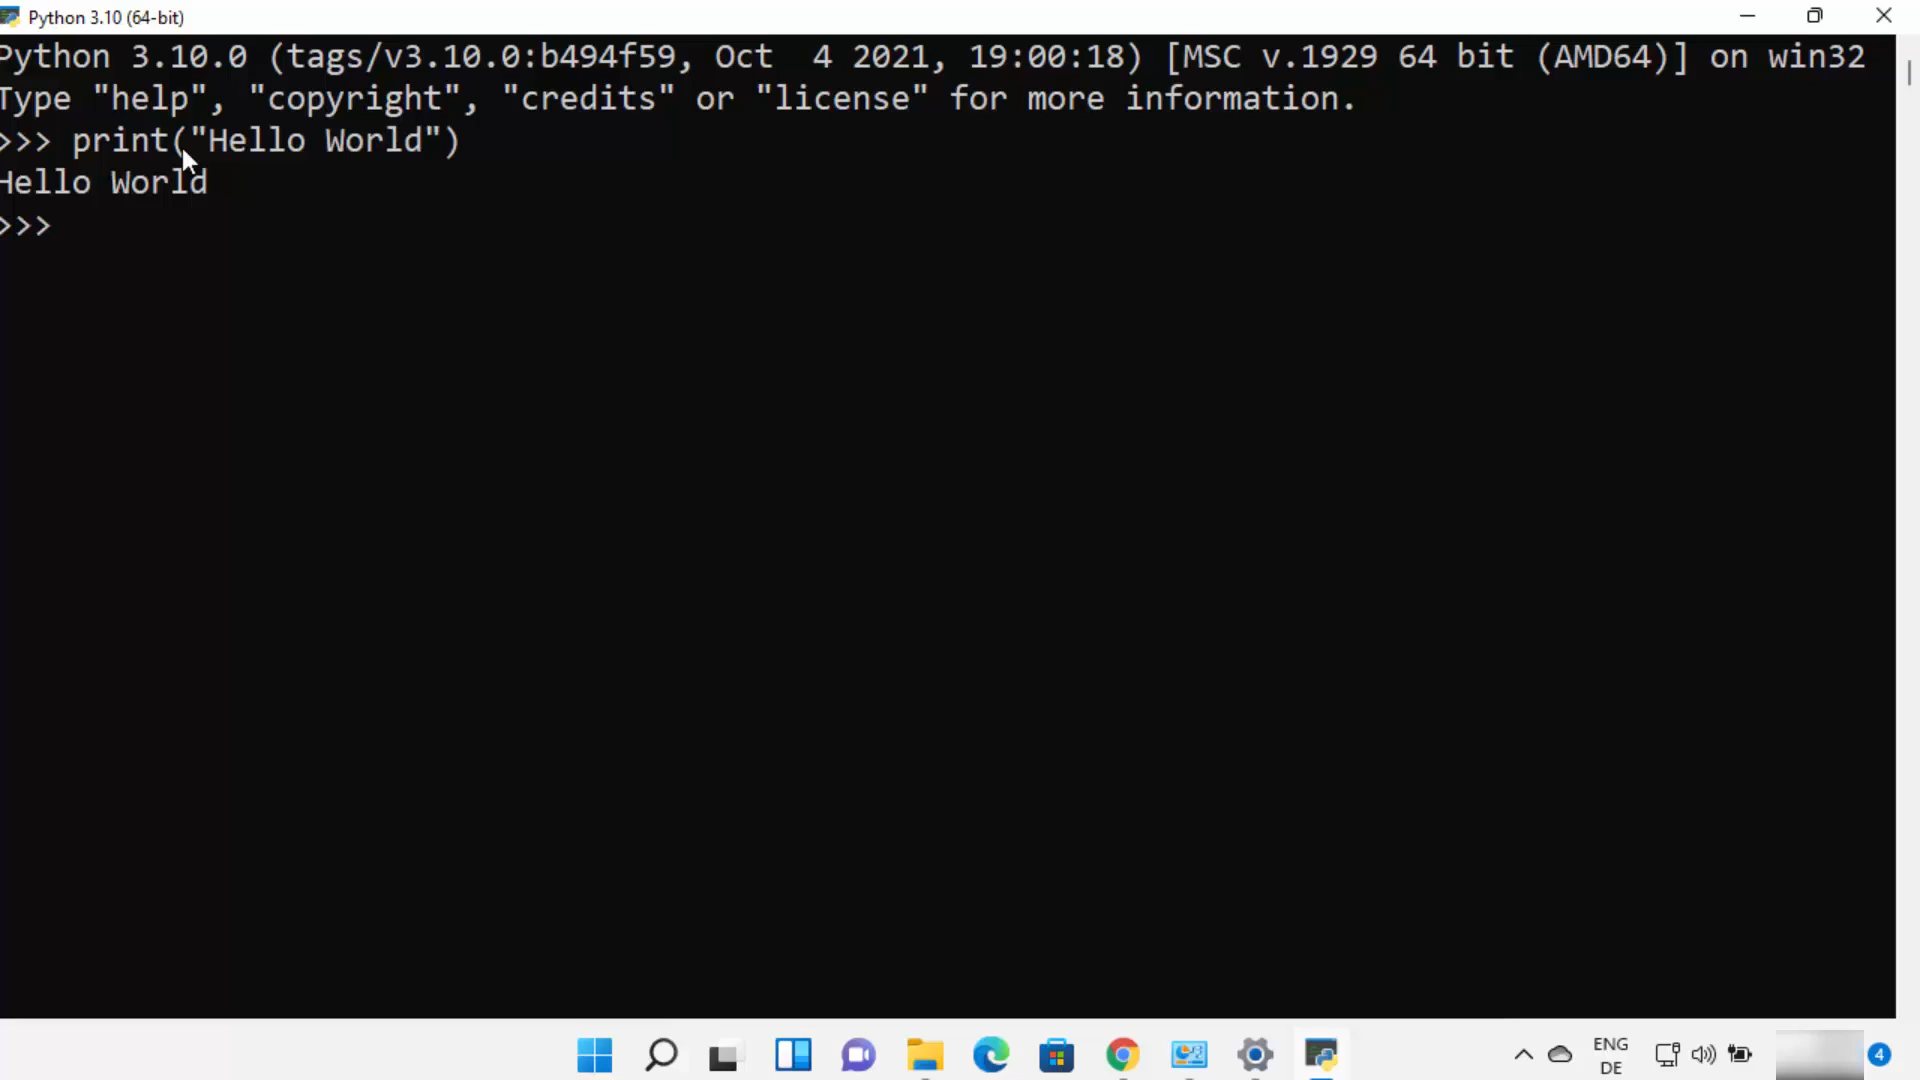 Python 3.10 (64-bit)
Python 3.10.0 (tags/v3.10.0:b494f59, Oct  4 2021, 19:00:18) [MSC v.1929 64 bit (AMD64)] on win32
Type "help", "copyright", "credits" or "license" for more information.
>>> print("Hello World")
Hello World
>>>
ENG
DE
4